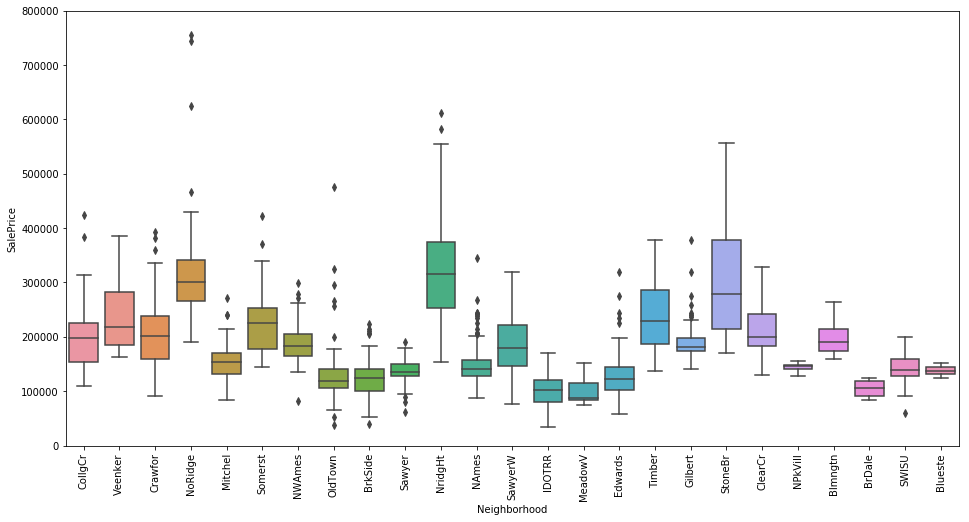 800000
700000
600000
500000
400000
300000
200000
100000
0
SalePrice
CollgCr
Veenker
Crawfor
NoRidge
Mitchel
Somerst
NWAmes
OldTown
BrkSide
Sawyer
NridgHt
NAmes
SawyerW
IDOTRR
MeadowV
Edwards
Timber
Gilbert
StoneBr
ClearCr
NPkVill
Blmngtn
BrDale
SWISU
Blueste
Neighborhood